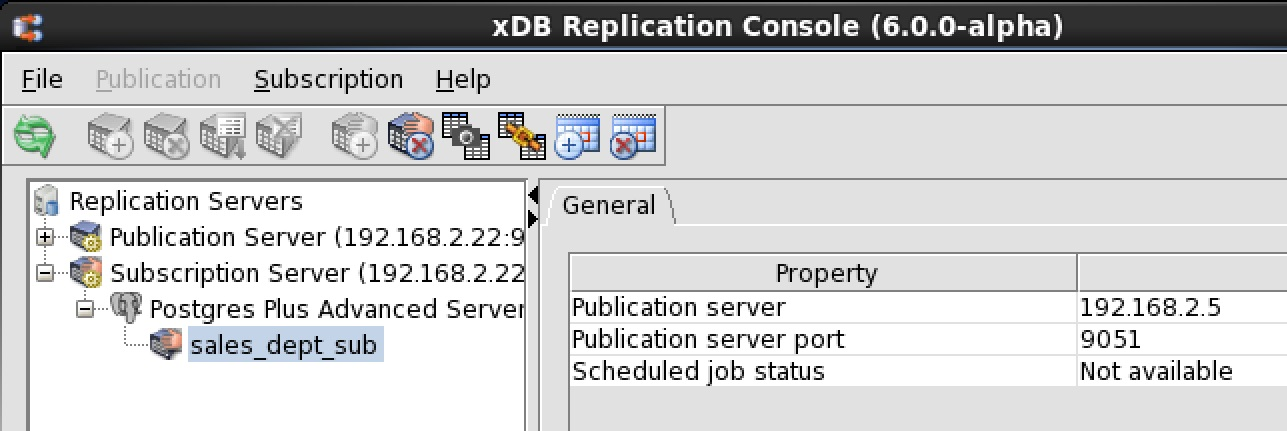 xDB Replication Console (6.0.0-alpha)
File Publication Subscription Help
Replication Servers
Publication Server (192.168.2.22:9
Subscription Server (192.168.2.22
Postgres Plus Advanced Server
sales_dept_sub
General
Property
Publication server 192.168.2.5
Publication server port 9051
Scheduled job status Not available